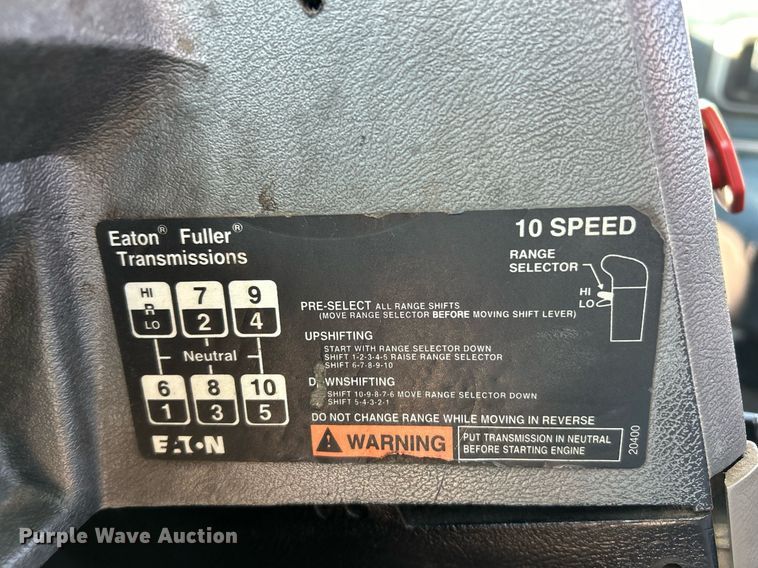 Eaton® Fuller®
Transmissions
10 SPEED
RANGE
SELECTOR
HI
LO
HI
R
LO
7
2
9
4
Neutral
6
1
8
3
10
5
EATON
PRE-SELECT ALL RANGE SHIFTS
(MOVE RANGE SELECTOR BEFORE MOVING SHIFT LEVER)
UPSHIFTING
START WITH RANGE SELECTOR DOWN
SHIFT 1-2-3-4-5 RAISE RANGE SELECTOR
SHIFT 6-7-8-9-10
DOWNSHIFTING
SHIFT 10-9-8-7-6 MOVE RANGE SELECTOR DOWN
SHIFT 5-4-3-2-1
DO NOT CHANGE RANGE WHILE MOVING IN REVERSE
WARNING
PUT TRANSMISSION IN NEUTRAL
BEFORE STARTING ENGINE
20400
Purple Wave Auction